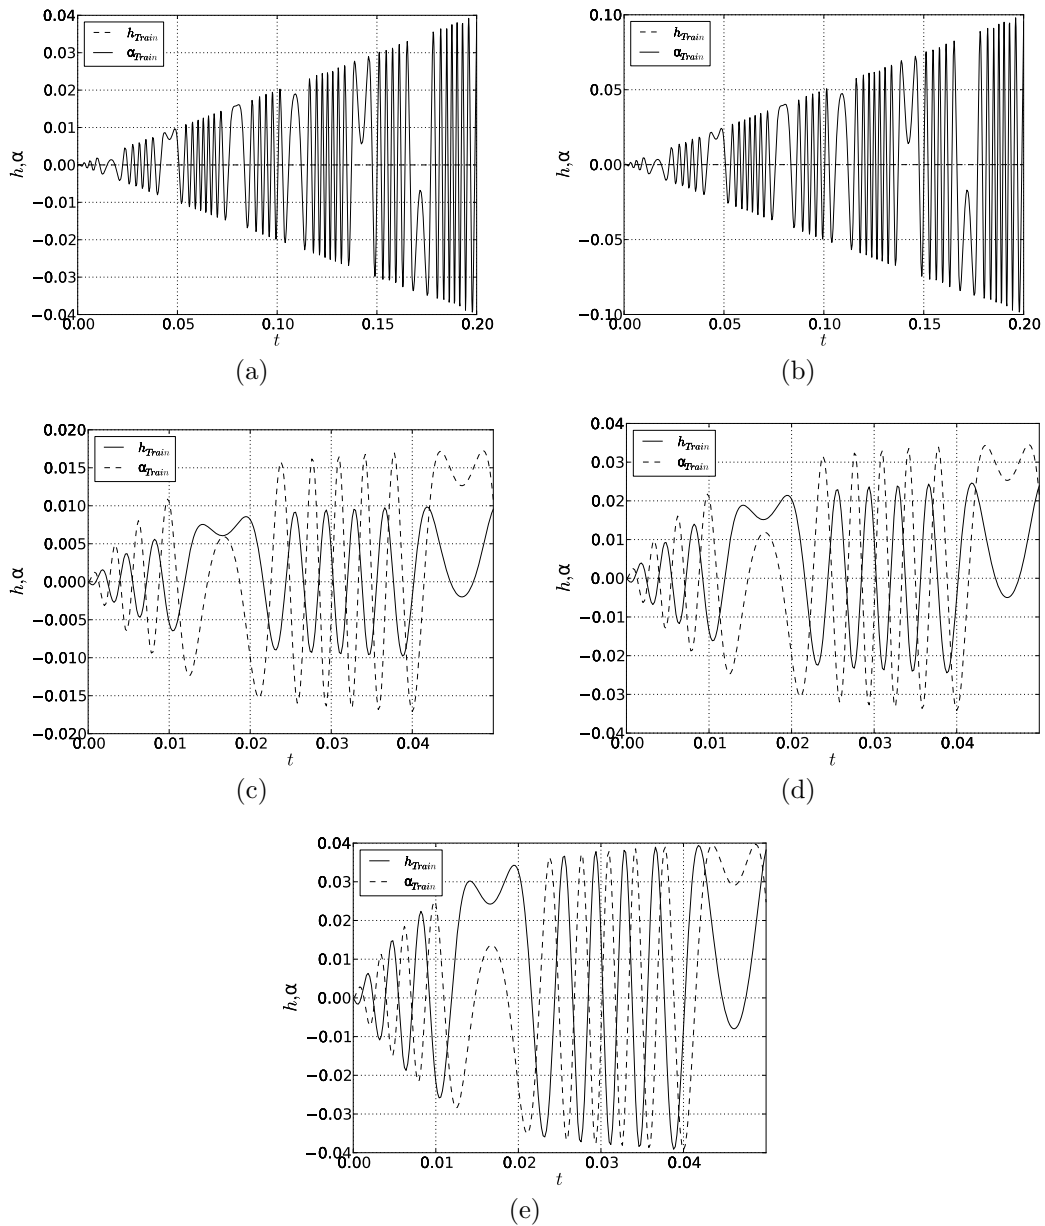 0.04
0.03
0.02
0.01
0.00
−0.01
−0.02
−0.03
−0.04
h,α
h_Train
α_Train
0.00 0.05 0.10 0.15 0.20
t
(a)
0.10
0.05
0.00
−0.05
−0.10
h,α
h_Train
α_Train
0.00 0.05 0.10 0.15 0.20
t
(b)
0.020
0.015
0.010
0.005
0.000
−0.005
−0.010
−0.015
−0.020
h,α
h_Train
α_Train
0.00 0.01 0.02 0.03 0.04
t
(c)
0.04
0.03
0.02
0.01
0.00
−0.01
−0.02
−0.03
−0.04
h,α
h_Train
α_Train
0.00 0.01 0.02 0.03 0.04
t
(d)
0.04
0.03
0.02
0.01
0.00
−0.01
−0.02
−0.03
−0.04
h,α
h_Train
α_Train
0.00 0.01 0.02 0.03 0.04
t
(e)